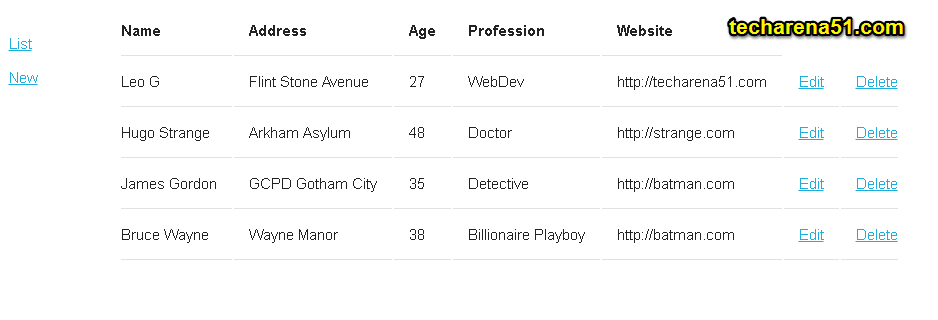 techarena51.com
Name Address Age Profession Website
List
Leo G Flint Stone Avenue 27 WebDev http://techarena51.com Edit Delete
New
Hugo Strange Arkham Asylum 48 Doctor http://strange.com Edit Delete
James Gordon GCPD Gotham City 35 Detective http://batman.com Edit Delete
Bruce Wayne Wayne Manor 38 Billionaire Playboy http://batman.com Edit Delete